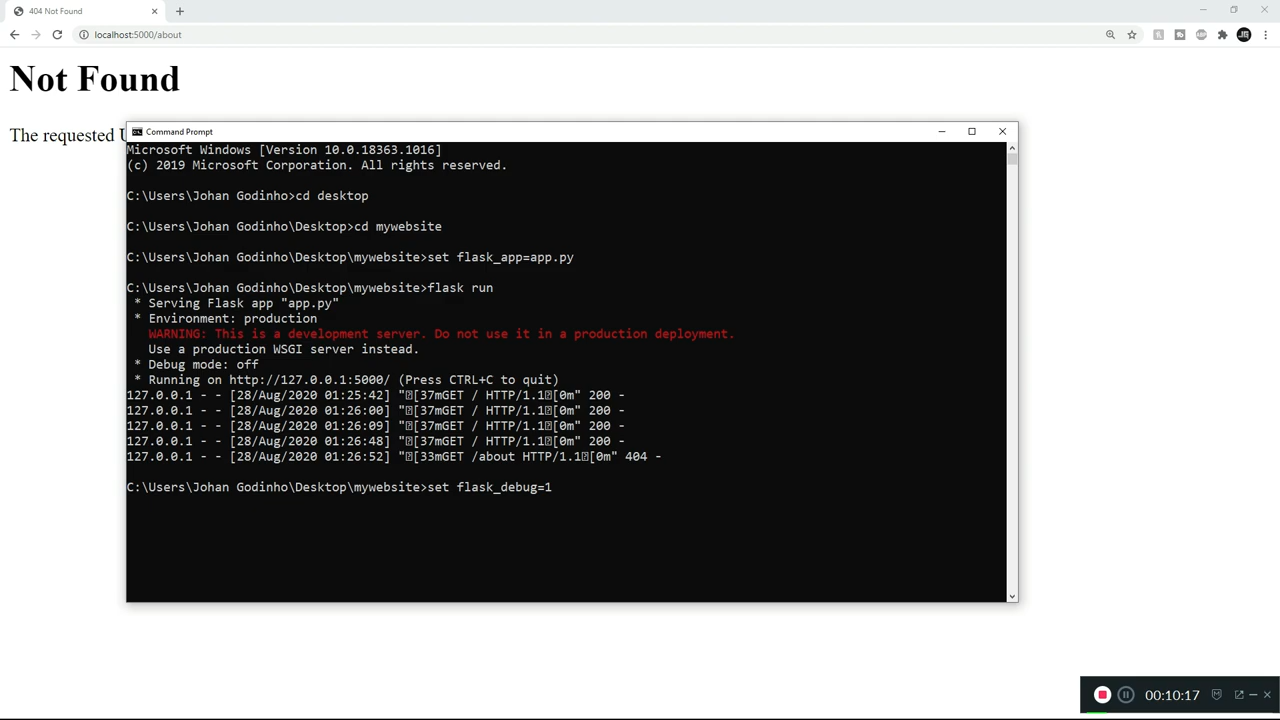 404 Not Found
localhost:5000/about
Not Found
The requested
Command Prompt
Microsoft Windows [Version 10.0.18363.1016]
(c) 2019 Microsoft Corporation. All rights reserved.
C:\Users\Johan Godinho>cd desktop
C:\Users\Johan Godinho\Desktop>cd mywebsite
C:\Users\Johan Godinho\Desktop\mywebsite>set flask_app=app.py
C:\Users\Johan Godinho\Desktop\mywebsite>flask run
* Serving Flask app "app.py"
* Environment: production
WARNING: This is a development server. Do not use it in a production deployment.
Use a production WSGI server instead.
* Debug mode: off
* Running on http://127.0.0.1:5000/ (Press CTRL+C to quit)
127.0.0.1 - - [28/Aug/2020 01:25:42] "[37mGET / HTTP/1.1[0m" 200 -
127.0.0.1 - - [28/Aug/2020 01:26:00] "[37mGET / HTTP/1.1[0m" 200 -
127.0.0.1 - - [28/Aug/2020 01:26:09] "[37mGET / HTTP/1.1[0m" 200 -
127.0.0.1 - - [28/Aug/2020 01:26:48] "[37mGET / HTTP/1.1[0m" 200 -
127.0.0.1 - - [28/Aug/2020 01:26:52] "[33mGET /about HTTP/1.1[0m" 404 -
C:\Users\Johan Godinho\Desktop\mywebsite>set flask_debug=1
00:10:17